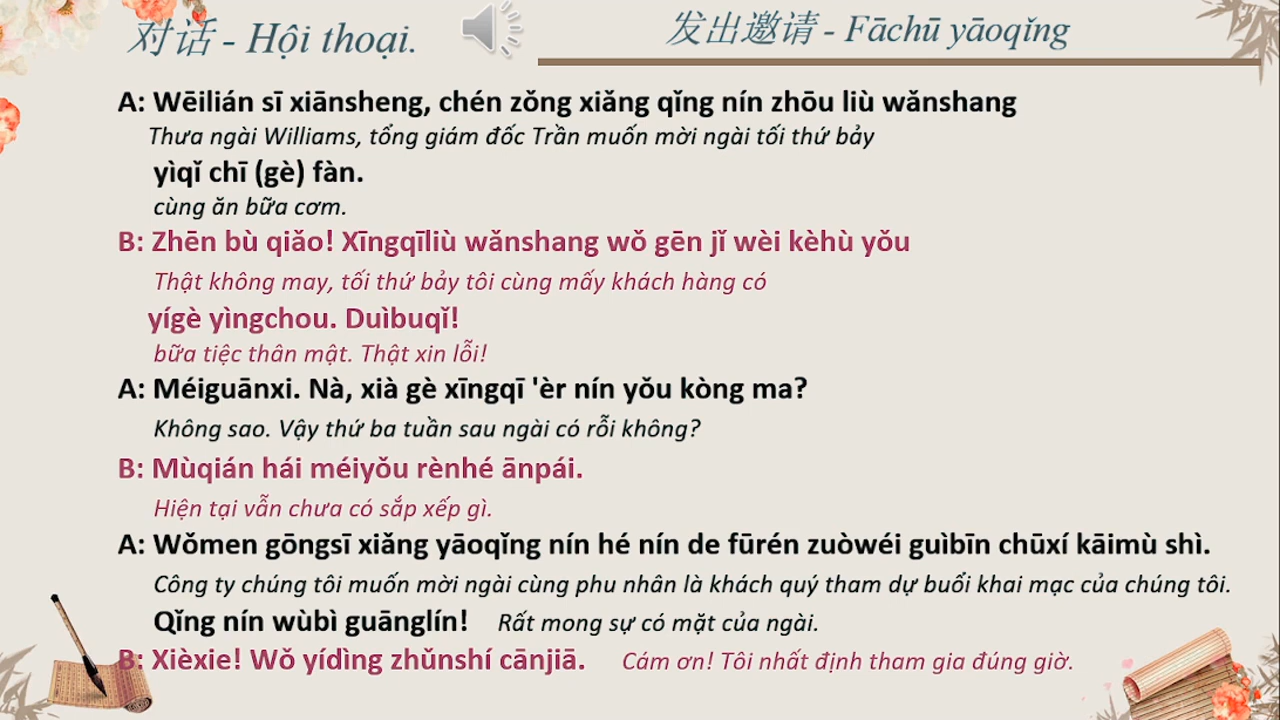 对话 - Hội thoại.
发出邀请 - Fāchū yāoqǐng
A: Wēilián sī xiānsheng, chén zǒng xiǎng qǐng nín zhōu liù wǎnshang
Thưa ngài Williams, tổng giám đốc Trần muốn mời ngài tối thứ bảy
yìqǐ chī (gè) fàn.
cùng ăn bữa cơm.
B: Zhēn bù qiǎo! Xīngqīliù wǎnshang wǒ gēn jǐ wèi kèhù yǒu
Thật không may, tối thứ bảy tôi cùng mấy khách hàng có
yígè yìngchou. Duìbuqǐ!
bữa tiệc thân mật. Thật xin lỗi!
A: Méiguānxi. Nà, xià gè xīngqī 'èr nín yǒu kòng ma?
Không sao. Vậy thứ ba tuần sau ngài có rỗi không?
B: Mùqián hái méiyǒu rènhé ānpái.
Hiện tại vẫn chưa có sắp xếp gì.
A: Wǒmen gōngsī xiǎng yāoqǐng nín hé nín de fūrén zuòwéi guìbīn chūxí kāimù shì.
Công ty chúng tôi muốn mời ngài cùng phu nhân là khách quý tham dự buổi khai mạc của chúng tôi.
Qǐng nín wùbì guānglín! Rất mong sự có mặt của ngài.
B: Xièxie! Wǒ yídìng zhǔnshí cānjiā. Cám ơn! Tôi nhất định tham gia đúng giờ.